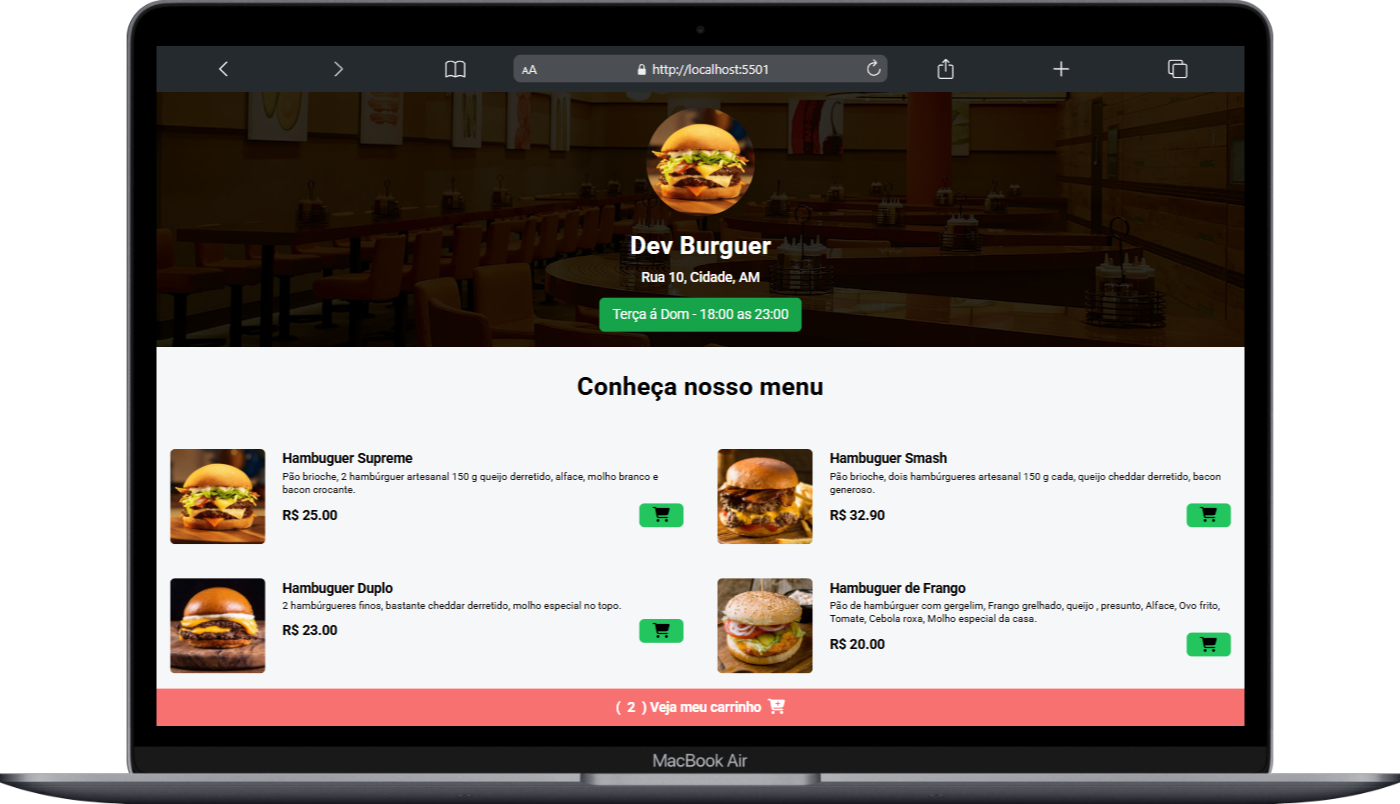 AA
http://localhost:5501
Dev Burguer
Rua 10, Cidade, AM
Terça á Dom - 18:00 as 23:00
Conheça nosso menu
Hambuguer Supreme
Pão brioche, 2 hambúrguer artesanal 150 g queijo derretido, alface, molho branco e
bacon crocante.
R$ 25.00
Hambuguer Smash
Pão brioche, dois hambúrgueres artesanal 150 g cada, queijo cheddar derretido, bacon
generoso.
R$ 32.90
Hambuguer Duplo
2 hambúrgueres finos, bastante cheddar derretido, molho especial no topo.
R$ 23.00
Hambuguer de Frango
Pão de hambúrguer com gergelim, Frango grelhado, queijo , presunto, Alface, Ovo frito,
Tomate, Cebola roxa, Molho especial da casa.
R$ 20.00
( 2 ) Veja meu carrinho
MacBook Air